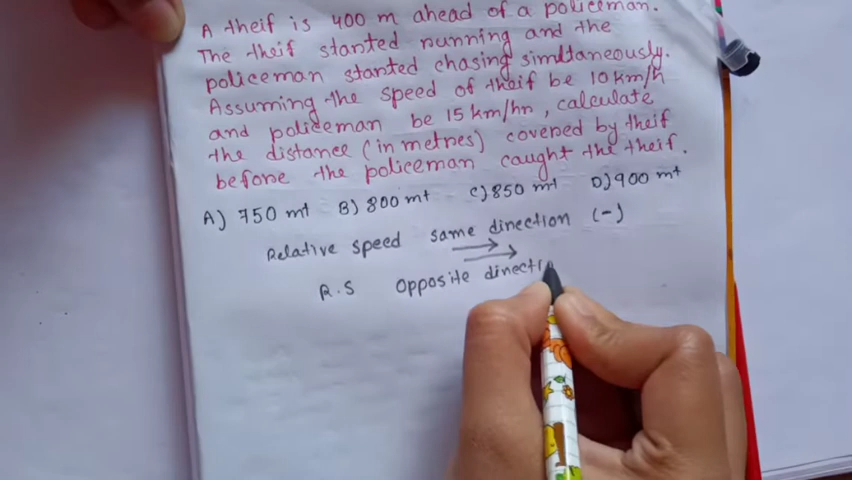 A theif is 400 m ahead of a policeman.
The theif started running and the
policeman started chasing simultaneously.
Assuming the speed of theif be 10 km/h
and policeman be 15 km/hr, calculate
the distance (in metres) covered by theif
before the policeman caught the theif.
A) 750 mt B) 800 mt C) 850 mt D) 900 mt
Relative speed same direction (-)
R.S Opposite directi